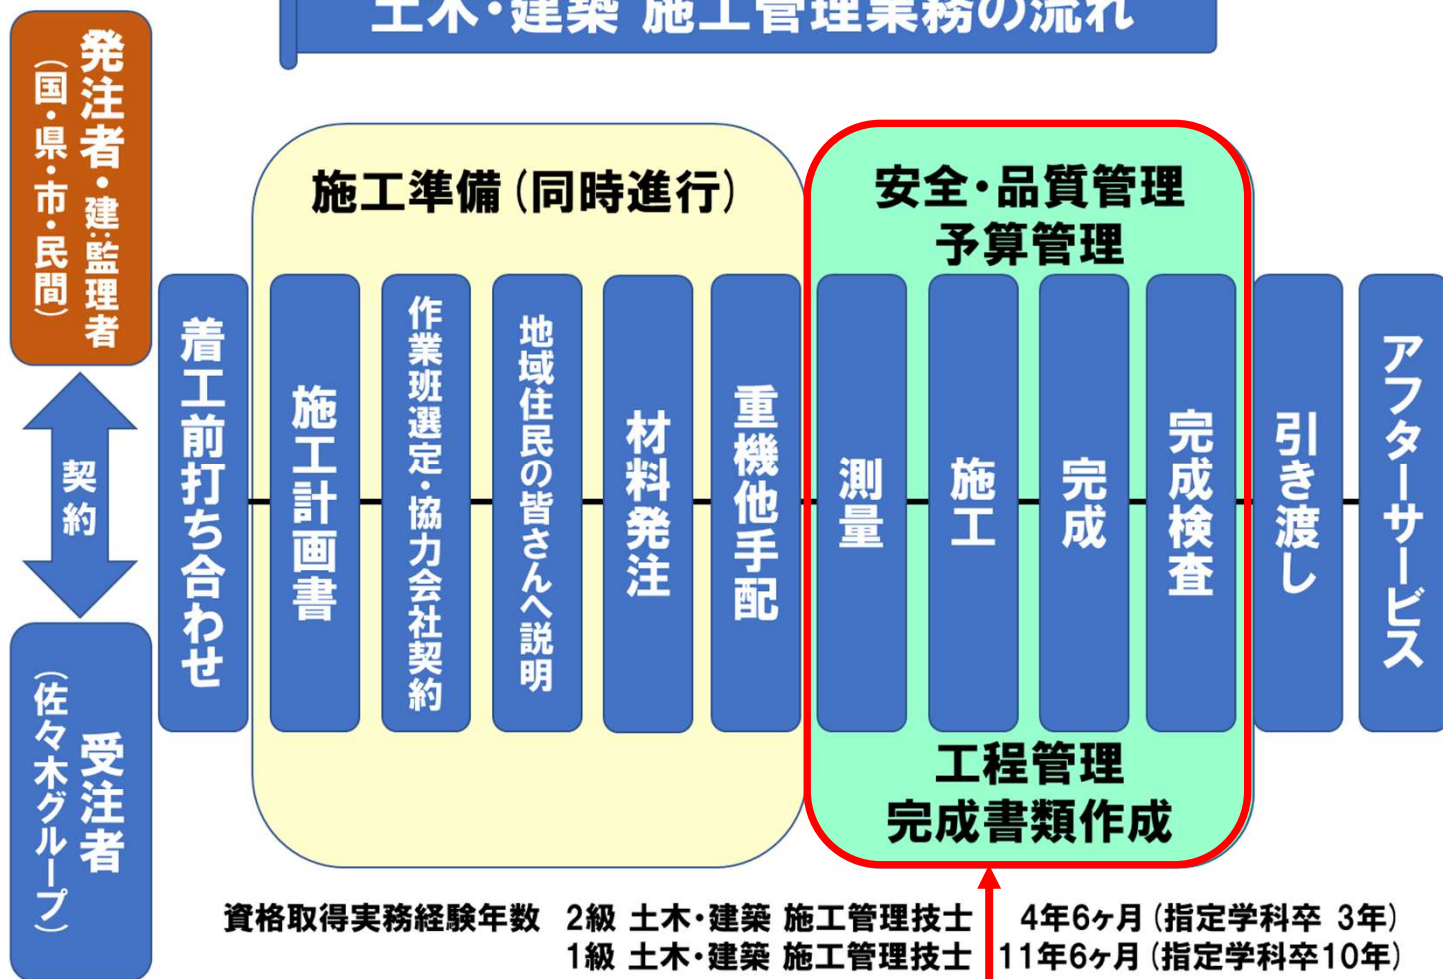 土木・建築 施工管理業務の流れ
発注者・建:監理者
(国・県・市・民間)
契約
受注者
(佐々木グループ)
着工前打ち合わせ
施工準備(同時進行)
施工計画書
作業班選定・協力会社契約
地域住民の皆さんへ説明
材料発注
重機他手配
安全・品質管理
予算管理
測量
施工
完成
完成検査
工程管理
完成書類作成
引き渡し
アフターサービス
資格取得実務経験年数 2級 土木・建築 施工管理技士 4年6ヶ月(指定学科卒 3年)
1級 土木・建築 施工管理技士 11年6ヶ月(指定学科卒10年)